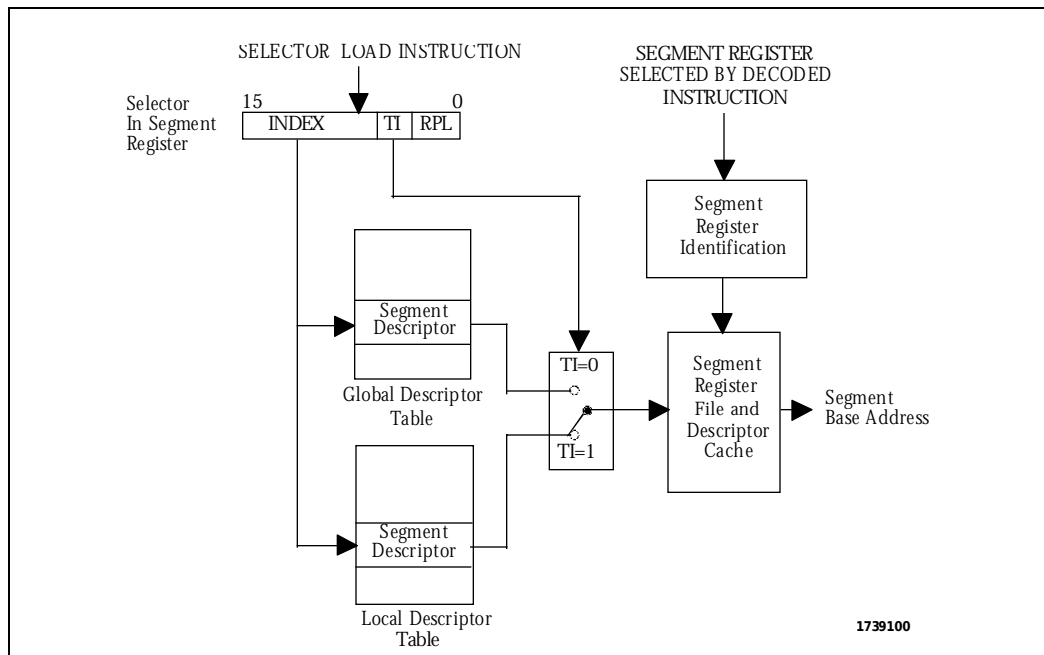 SELECTOR LOAD INSTRUCTION
SEGMENT REGISTER
SELECTED BY DECODED
INSTRUCTION
Selector
In Segment
Register
15 0
INDEX TI RPL
Segment
Register
Identification
Segment
Descriptor
Global Descriptor
Table
TI=0
TI=1
Segment
Register
File and
Descriptor
Cache
Segment
Base Address
Segment
Descriptor
Local Descriptor
Table
1739100